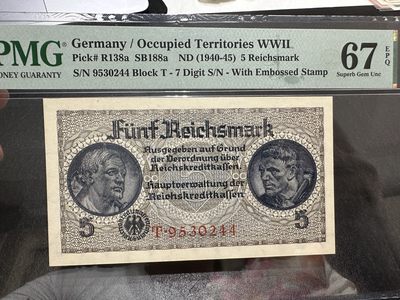 PMG
MONEY GUARANTY
Germany / Occupied Territories WWII
Pick# R138a SB188a ND (1940-45) 5 Reichsmark
S/N 9530244 Block T - 7 Digit S/N - With Embossed Stamp
67 EPQ
Superb Gem Unc
Fünf Reichsmark
Ausgegeben auf Grund
der Verordnung über
Reichskreditkassen
Hauptverwaltung der
Reichskreditkassen
5 5
T·9530244